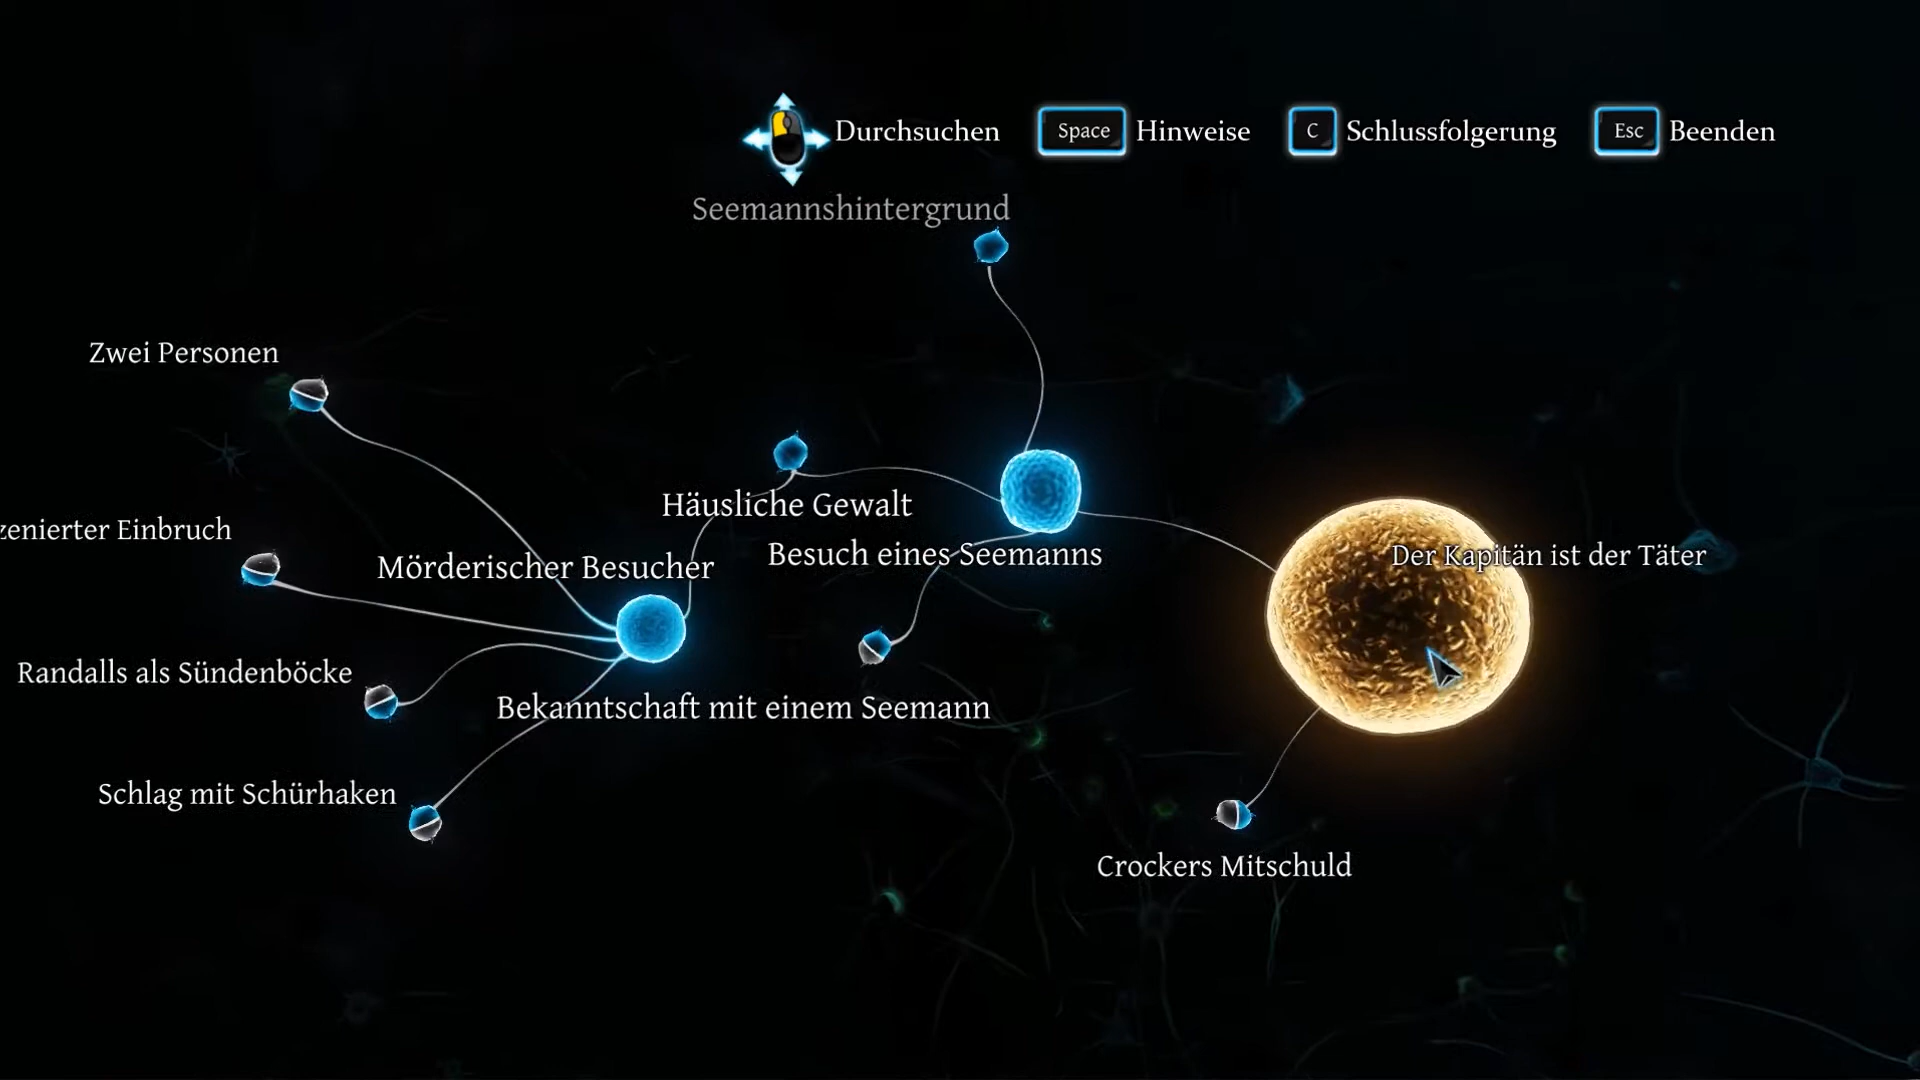 Durchsuchen
Space Hinweise
C Schlussfolgerung
Esc Beenden
Seemannshintergrund
Zwei Personen
Häusliche Gewalt
zenierter Einbruch
Mörderischer Besucher
Besuch eines Seemanns
Der Kapitän ist der Täter
Randalls als Sündenböcke
Bekanntschaft mit einem Seemann
Schlag mit Schürhaken
Crockers Mitschuld